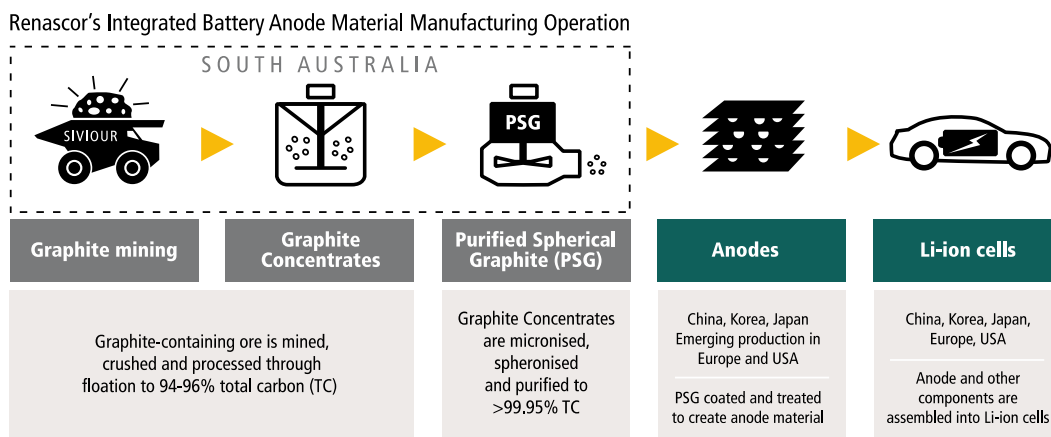 Renascor's Integrated Battery Anode Material Manufacturing Operation
SOUTH AUSTRALIA
SIVIOUR
PSG
Graphite mining
Graphite
Concentrates
Purified Spherical
Graphite (PSG)
Anodes
Li-ion cells
Graphite-containing ore is mined,
crushed and processed through
floation to 94-96% total carbon (TC)
Graphite Concentrates
are micronised,
spheronised
and purified to
>99.95% TC
China, Korea, Japan
Emerging production in
Europe and USA
PSG coated and treated
to create anode material
China, Korea, Japan,
Europe, USA
Anode and other
components are
assembled into Li-ion cells